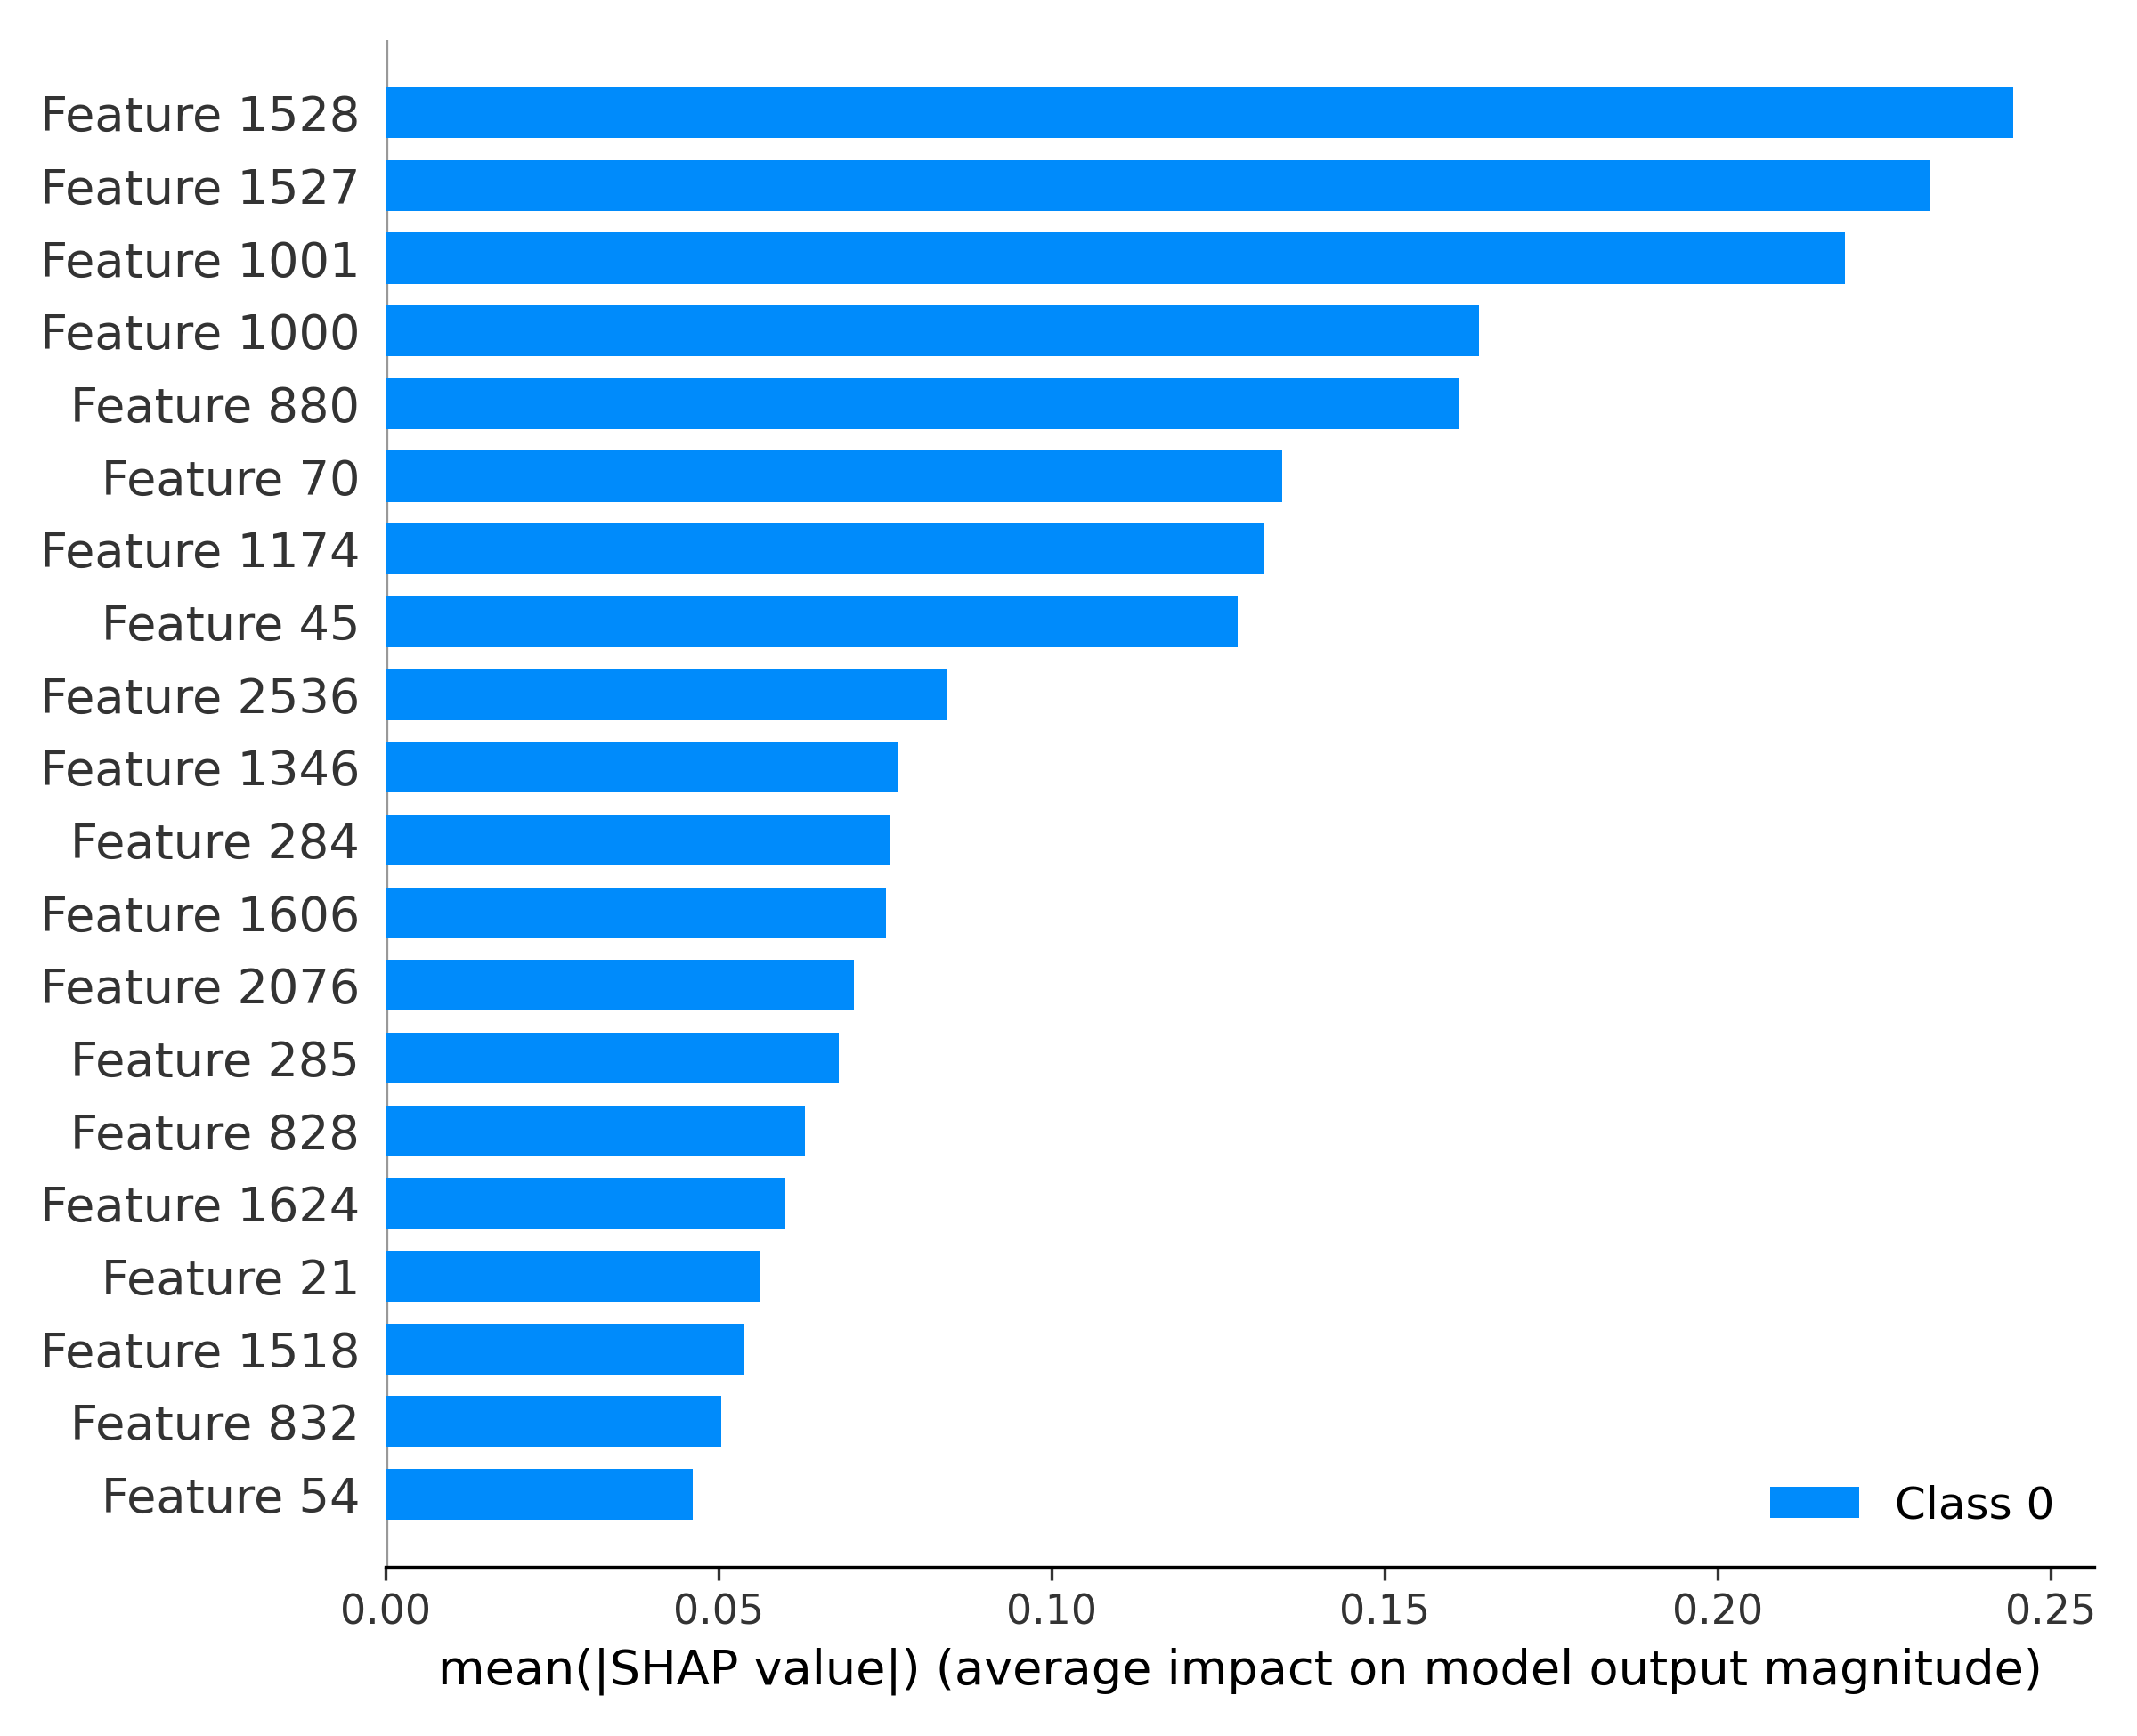 Feature 1528
Feature 1527
Feature 1001
Feature 1000
Feature 880
Feature 70
Feature 1174
Feature 45
Feature 2536
Feature 1346
Feature 284
Feature 1606
Feature 2076
Feature 285
Feature 828
Feature 1624
Feature 21
Feature 1518
Feature 832
Feature 54
Class 0
0.00 0.05 0.10 0.15 0.20 0.25
mean(|SHAP value|) (average impact on model output magnitude)